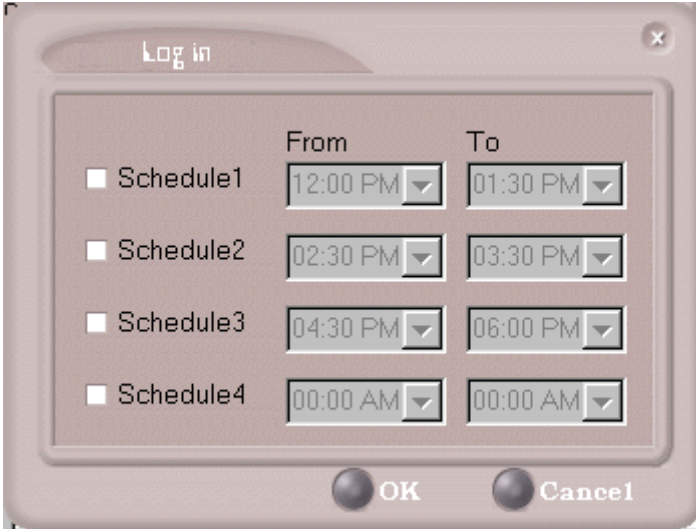 Log in
From To
Schedule1 12:00 PM 01:30 PM
Schedule2 02:30 PM 03:30 PM
Schedule3 04:30 PM 06:00 PM
Schedule4 00:00 AM 00:00 AM
OK Cancel